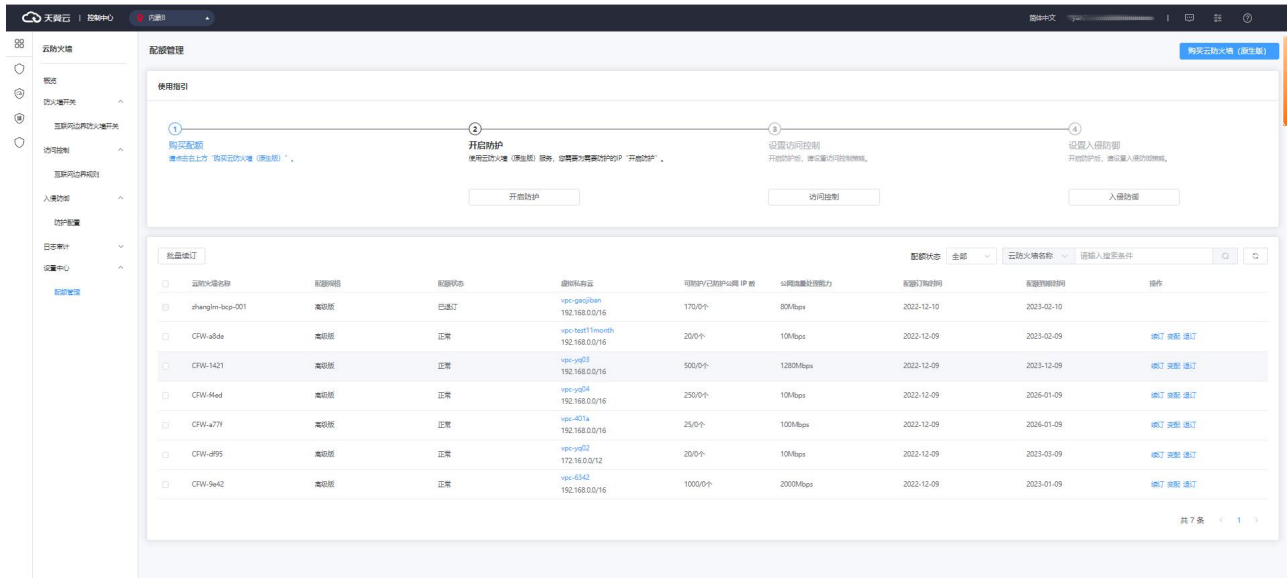 天翼云 | 控制中心 内蒙8 简体中文
云防火墙
概览
防火墙开关
互联网边界防火墙开关
访问控制
互联网边界规则
入侵防御
防护配置
日志审计
设置中心
配额管理
配额管理 购买云防火墙（原生版）
使用指引
1 2 3 4
购买配额 开启防护 设置访问控制 设置入侵防御
请点击右上方“购买云防火墙（原生版）”。 使用云防火墙（原生版）服务，您需要为需要防护的IP“开启防护”。 开启防护后，请设置访问控制策略。 开启防护后，请设置入侵防御策略。
开启防护 访问控制 入侵防御
批量续订 配额状态 全部 云防火墙名称 请输入搜索条件
云防火墙名称 配额规格 配额状态 虚拟私有云 可防护/已防护公网 IP 数 公网流量处理能力 配额订购时间 配额到期时间 操作
zhanglm-bcp-001 高级版 已退订 vpc-gaojiban 170/0个 80Mbps 2022-12-10 2023-02-10
192.168.0.0/16
CFW-a8de 高级版 正常 vpc-test11month 20/0个 10Mbps 2022-12-09 2023-02-09 续订 变配 退订
192.168.0.0/16
CFW-1421 高级版 正常 vpc-yq03 500/0个 1280Mbps 2022-12-09 2023-12-09 续订 变配 退订
192.168.0.0/16
CFW-f4ed 高级版 正常 vpc-yq04 250/0个 10Mbps 2022-12-09 2026-01-09 续订 变配 退订
192.168.0.0/16
CFW-a77f 高级版 正常 vpc-401a 25/0个 100Mbps 2022-12-09 2026-01-09 续订 变配 退订
192.168.0.0/16
CFW-df95 高级版 正常 vpc-yq02 20/0个 10Mbps 2022-12-09 2023-03-09 续订 变配 退订
172.16.0.0/12
CFW-9e42 高级版 正常 vpc-6342 1000/0个 2000Mbps 2022-12-09 2023-01-09 续订 变配 退订
192.168.0.0/16
共 7 条 1